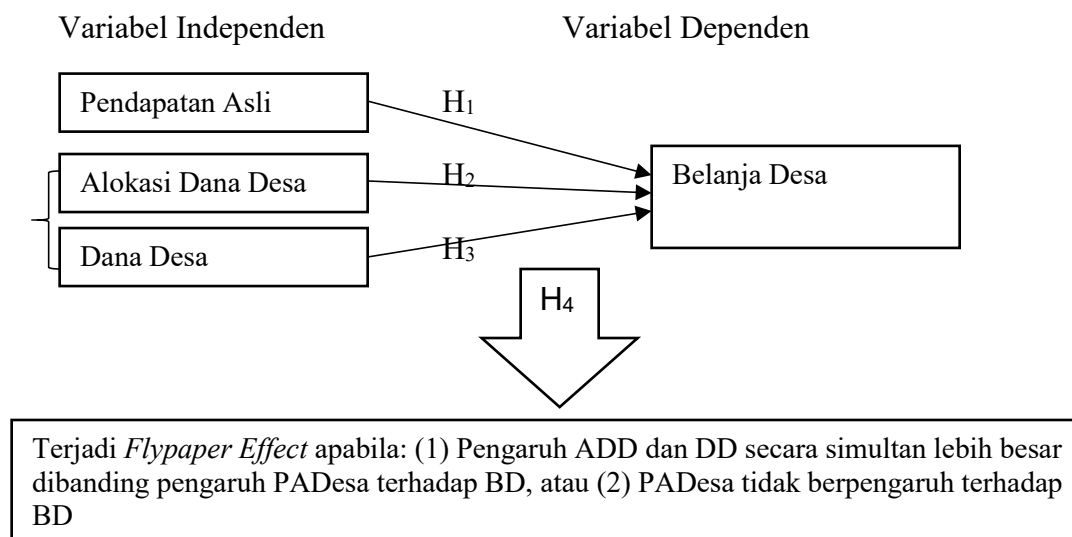 Variabel Independen
Variabel Dependen
Pendapatan Asli
H₁
Alokasi Dana Desa
H₂
Belanja Desa
Dana Desa
H₃
H₄
Terjadi Flypaper Effect apabila: (1) Pengaruh ADD dan DD secara simultan lebih besar
dibanding pengaruh PADesa terhadap BD, atau (2) PADesa tidak berpengaruh terhadap
BD